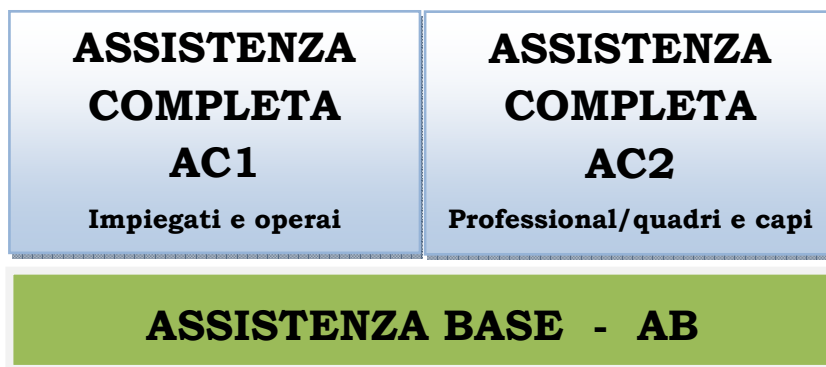 ASSISTENZA
COMPLETA
AC1
Impiegati e operai
ASSISTENZA
COMPLETA
AC2
Professional/quadri e capi
ASSISTENZA BASE - AB